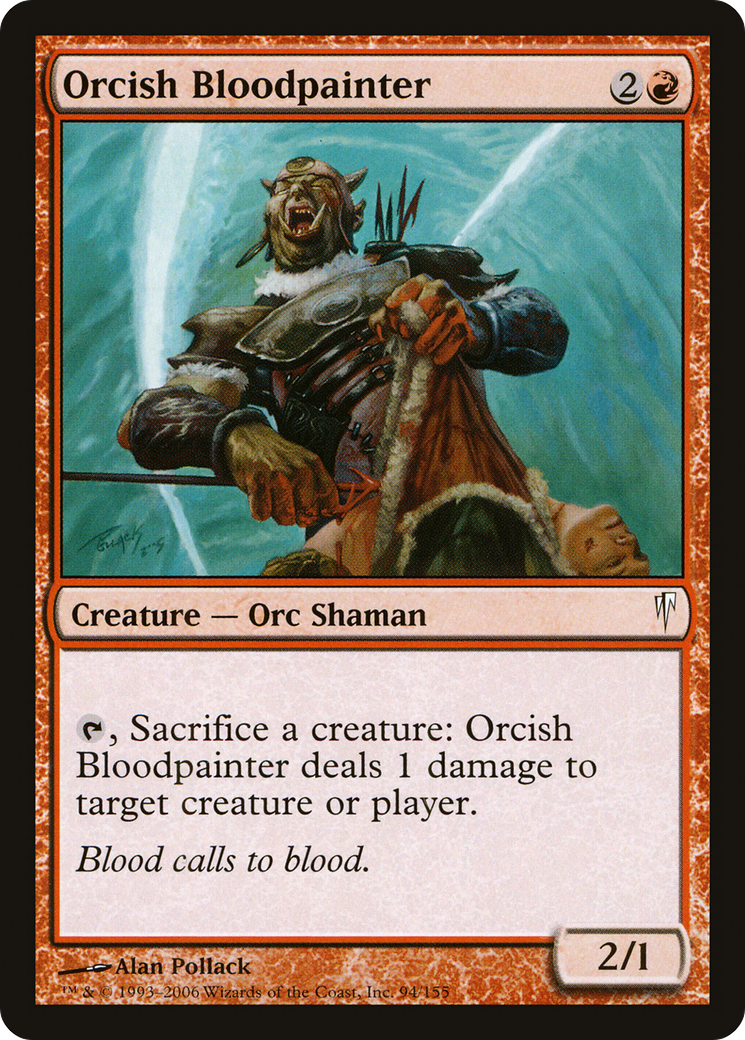 Orcish Bloodpainter 2
Creature — Orc Shaman
, Sacrifice a creature: Orcish
Bloodpainter deals 1 damage to
target creature or player.
Blood calls to blood.
2/1
Alan Pollack
™ & © 1993–2006 Wizards of the Coast, Inc. 94/155